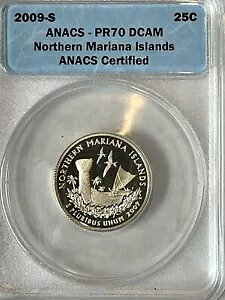 2009-S 25C
ANACS - PR70 DCAM
Northern Mariana Islands
ANACS Certified
NORTHERN MARIANA ISLANDS
E PLURIBUS UNUM 2009